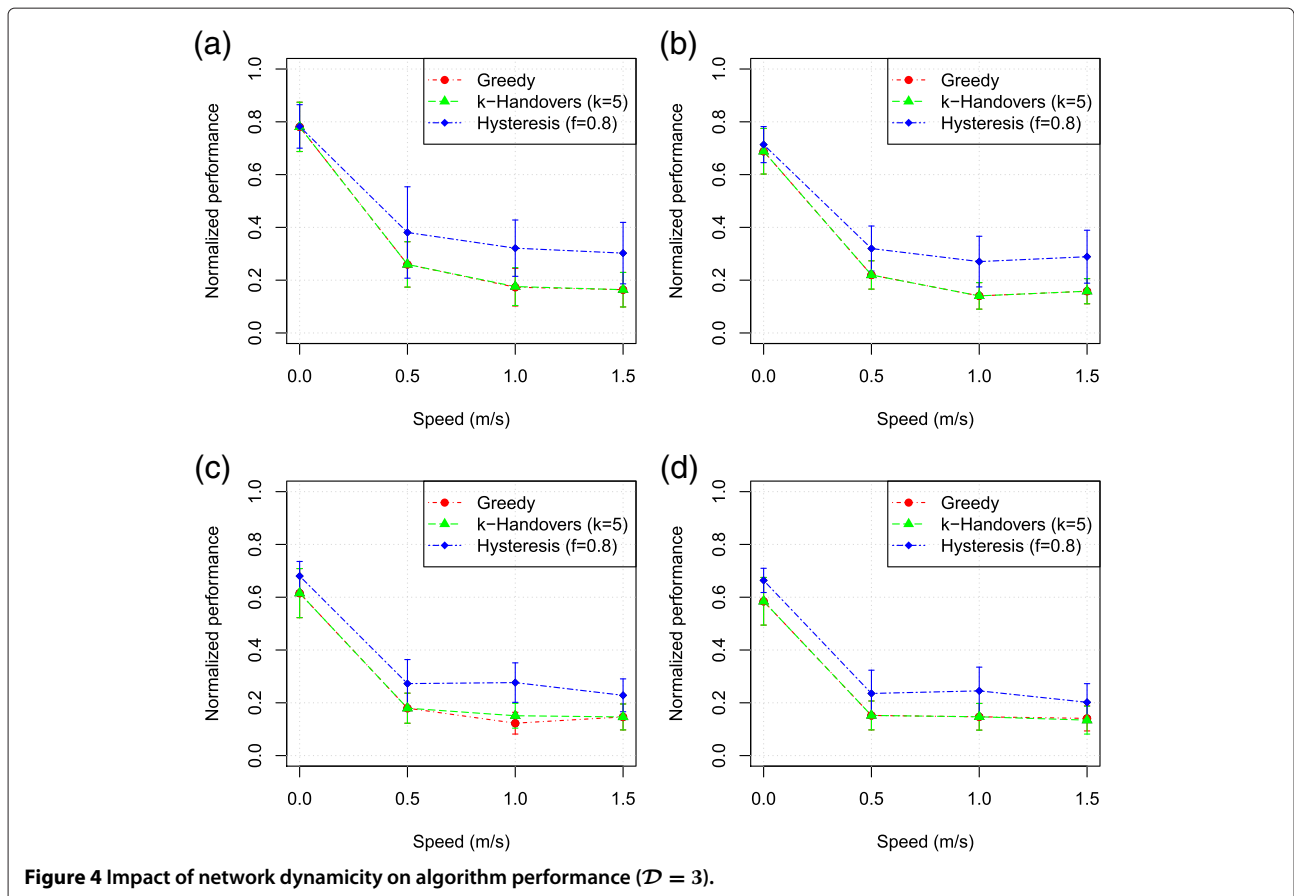 (a)
Normalized performance
1.0
0.8
0.6
0.4
0.2
0.0
Greedy
k−Handovers (k=5)
Hysteresis (f=0.8)
0.0 0.5 1.0 1.5
Speed (m/s)
(b)
Normalized performance
1.0
0.8
0.6
0.4
0.2
0.0
Greedy
k−Handovers (k=5)
Hysteresis (f=0.8)
0.0 0.5 1.0 1.5
Speed (m/s)
(c)
Normalized performance
1.0
0.8
0.6
0.4
0.2
0.0
Greedy
k−Handovers (k=5)
Hysteresis (f=0.8)
0.0 0.5 1.0 1.5
Speed (m/s)
(d)
Normalized performance
1.0
0.8
0.6
0.4
0.2
0.0
Greedy
k−Handovers (k=5)
Hysteresis (f=0.8)
0.0 0.5 1.0 1.5
Speed (m/s)
Figure 4 Impact of network dynamicity on algorithm performance (𝒟 = 3).